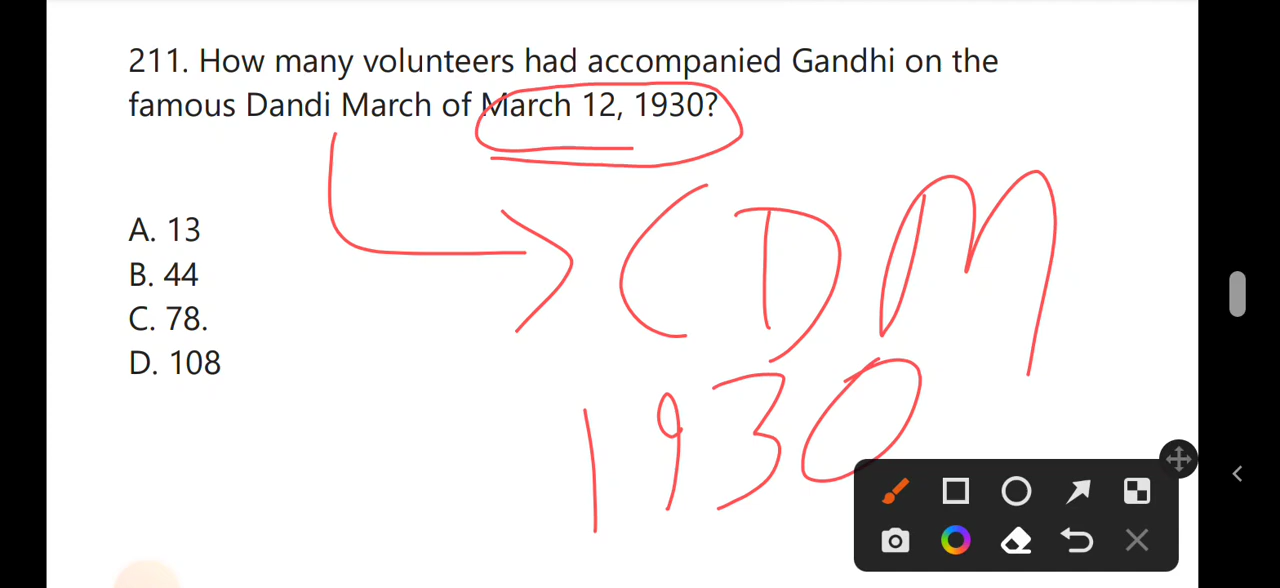 211. How many volunteers had accompanied Gandhi on the
famous Dandi March of March 12, 1930?
CDM
A. 13
B. 44
C. 78.
D. 108
1930